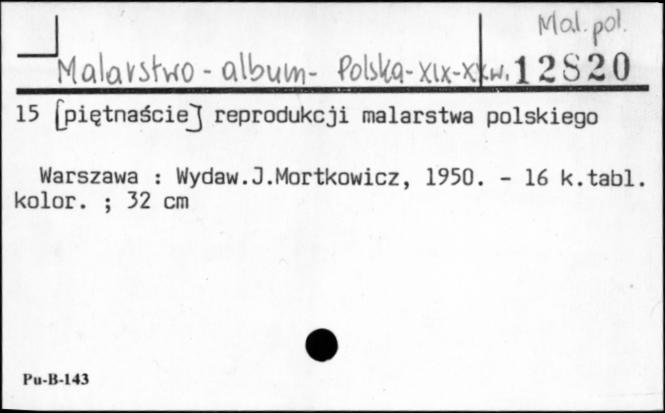 Mal. pol.
Malarstwo - album - Polska - XIX-XX w. 12820
15 [piętnaście] reprodukcji malarstwa polskiego
Warszawa : Wydaw.J.Mortkowicz, 1950. - 16 k.tabl.
kolor. ; 32 cm
Pu-B-143